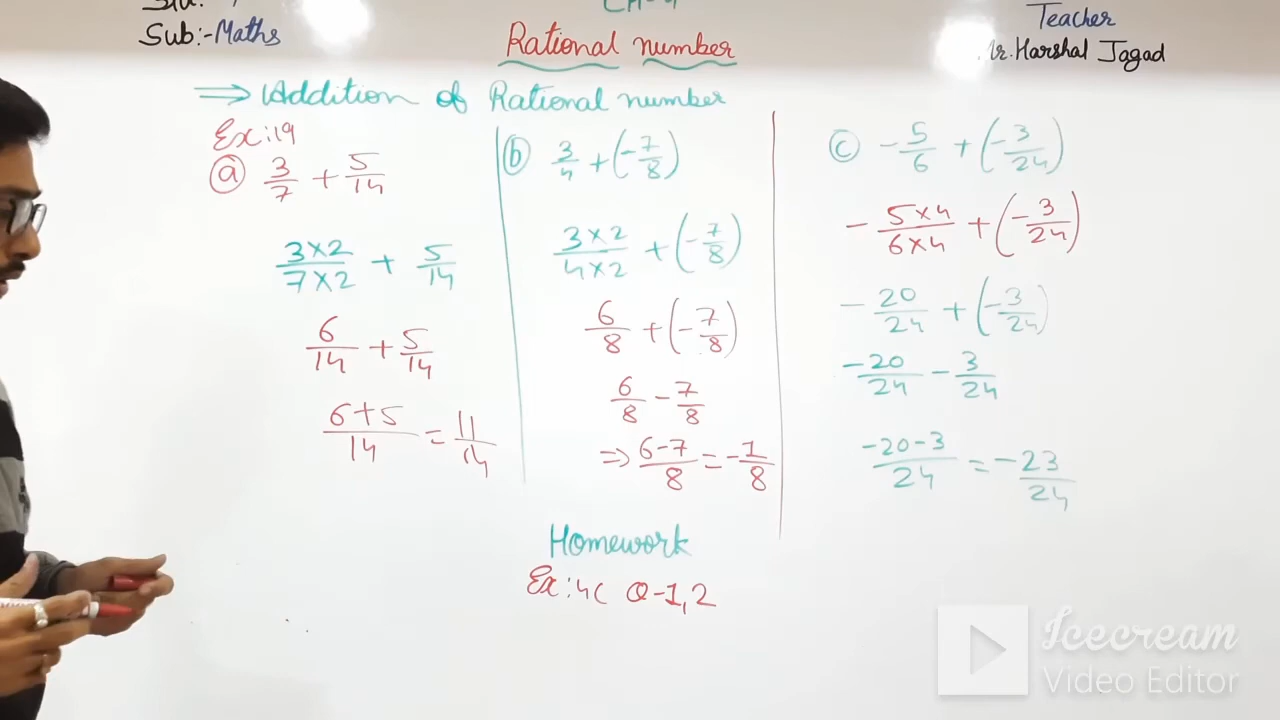 Sub:-Maths
Rational number
Teacher
Mr. Harshal Jagad
⇒ Addition of Rational number
Ex:19
(a) 3/7 + 5/14
3×2/7×2 + 5/14
6/14 + 5/14
6+5/14 = 11/14
(b) 3/4 + (-7/8)
3×2/4×2 + (-7/8)
6/8 + (-7/8)
6/8 - 7/8
⇒ 6-7/8 = -1/8
(c) -5/6 + (-3/24)
- 5×4/6×4 + (-3/24)
-20/24 + (-3/24)
-20/24 - 3/24
-20-3/24 = -23/24
Homework
Ex:4C Q-1,2
Icecream
Video Editor